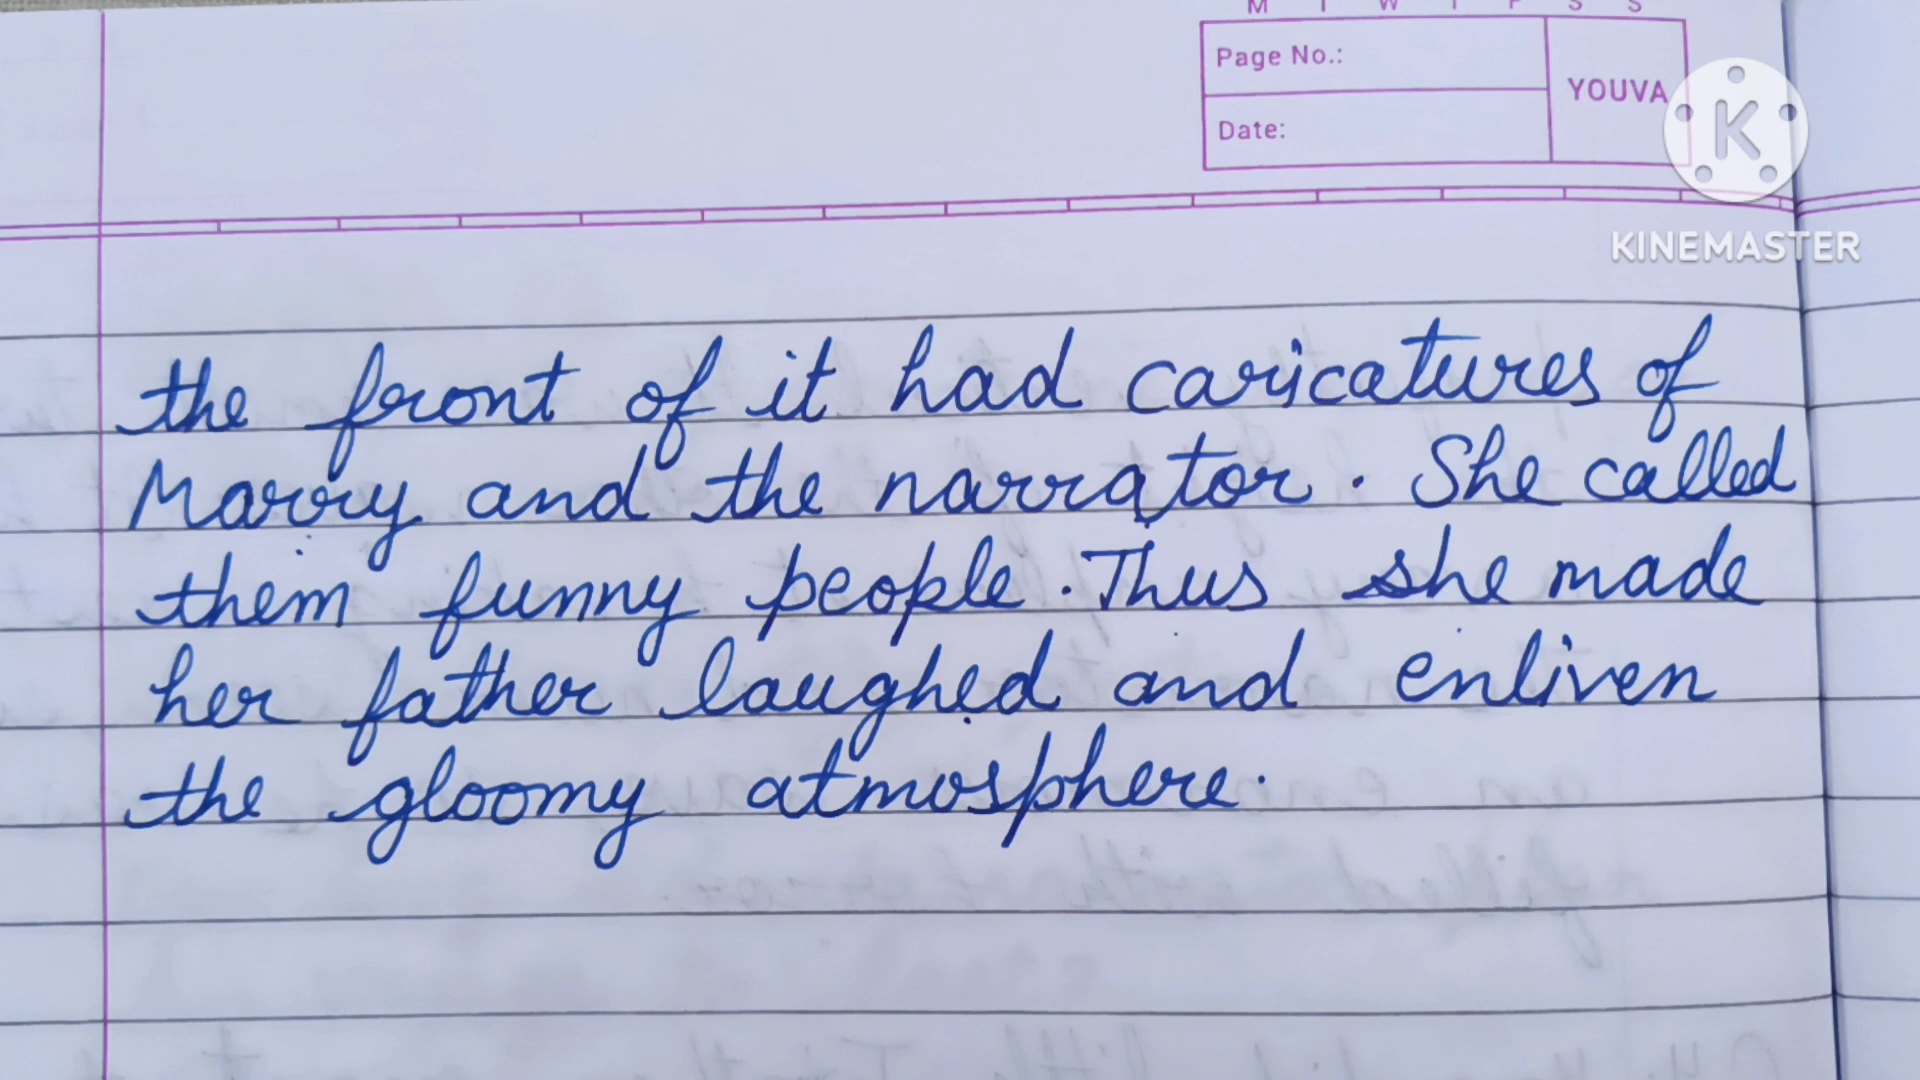 M T W T F S S
Page No.:
YOUVA
Date:
KINEMASTER
the front of it had caricatures of
Marry and the narrator. She called
them funny people. Thus she made
her father laughed and enliven
the gloomy atmosphere.